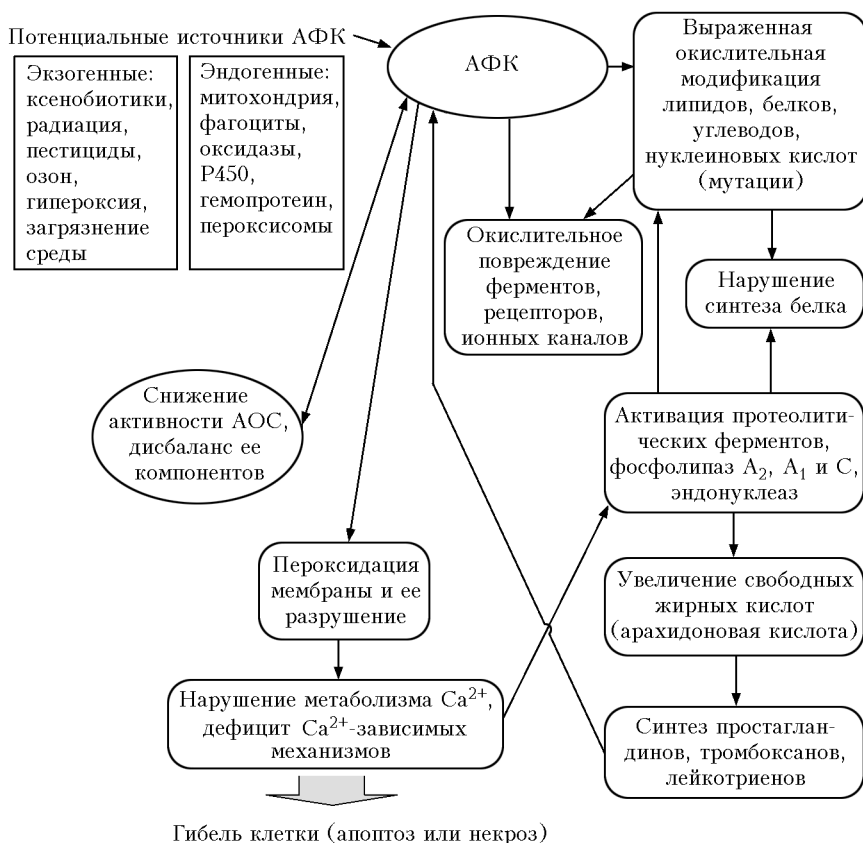 Потенциальные источники АФК
Экзогенные:
ксенобиотики,
радиация,
пестициды,
озон,
гипероксия,
загрязнение
среды
Эндогенные:
митохондрия,
фагоциты,
оксидазы,
Р450,
гемопротеин,
пероксисомы
АФК
Выраженная
окислительная
модификация
липидов, белков,
углеводов,
нуклеиновых кислот
(мутации)
Окислительное
повреждение
ферментов,
рецепторов,
ионных каналов
Нарушение
синтеза белка
Снижение
активности АОС,
дисбаланс ее
компонентов
Активация протеолити-
ческих ферментов,
фосфолипаз A₂, A₁ и C,
эндонуклеаз
Пероксидация
мембраны и ее
разрушение
Увеличение свободных
жирных кислот
(арахидоновая кислота)
Нарушение метаболизма Ca²⁺,
дефицит Ca²⁺-зависимых
механизмов
Синтез простаглан-
динов, тромбоксанов,
лейкотриенов
Гибель клетки (апоптоз или некроз)